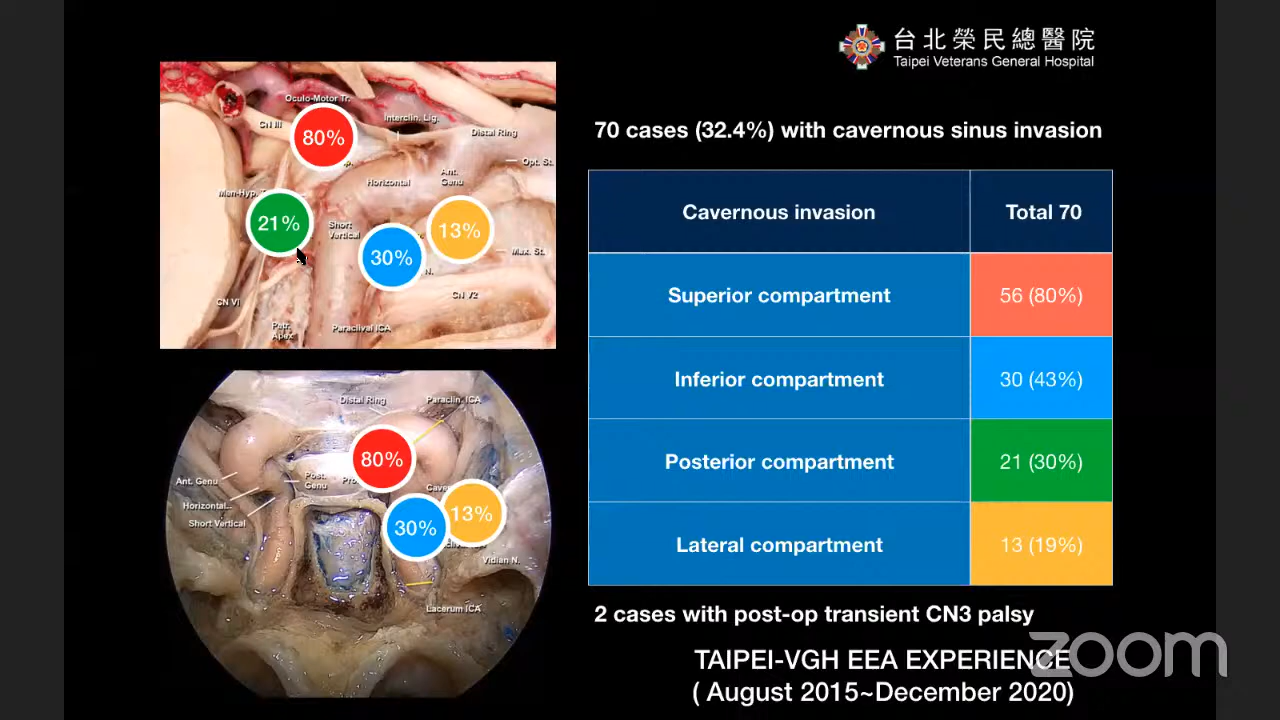 台北榮民總醫院
Taipei Veterans General Hospital
70 cases (32.4%) with cavernous sinus invasion
Oculo-Motor Tr.
CN III
80%
Interclin. Lig.
Distal Ring
Opt. St.
Ant.
Genu
Horizontal
21%
Short
Vertical
13%
30%
Max. St.
N.
CN V2
CN VI
Petr.
Apex
Paraclival ICA
Cavernous invasion
Total 70
Superior compartment
56 (80%)
Inferior compartment
30 (43%)
Posterior compartment
21 (30%)
Lateral compartment
13 (19%)
Distal Ring
Paraclin. ICA
80%
Ant. Genu
Post.
Genu
Horizontal
Short Vertical
30%
13%
Vidian N.
Lacerum ICA
2 cases with post-op transient CN3 palsy
TAIPEI-VGH EEA EXPERIENCE
( August 2015~December 2020)
zoom